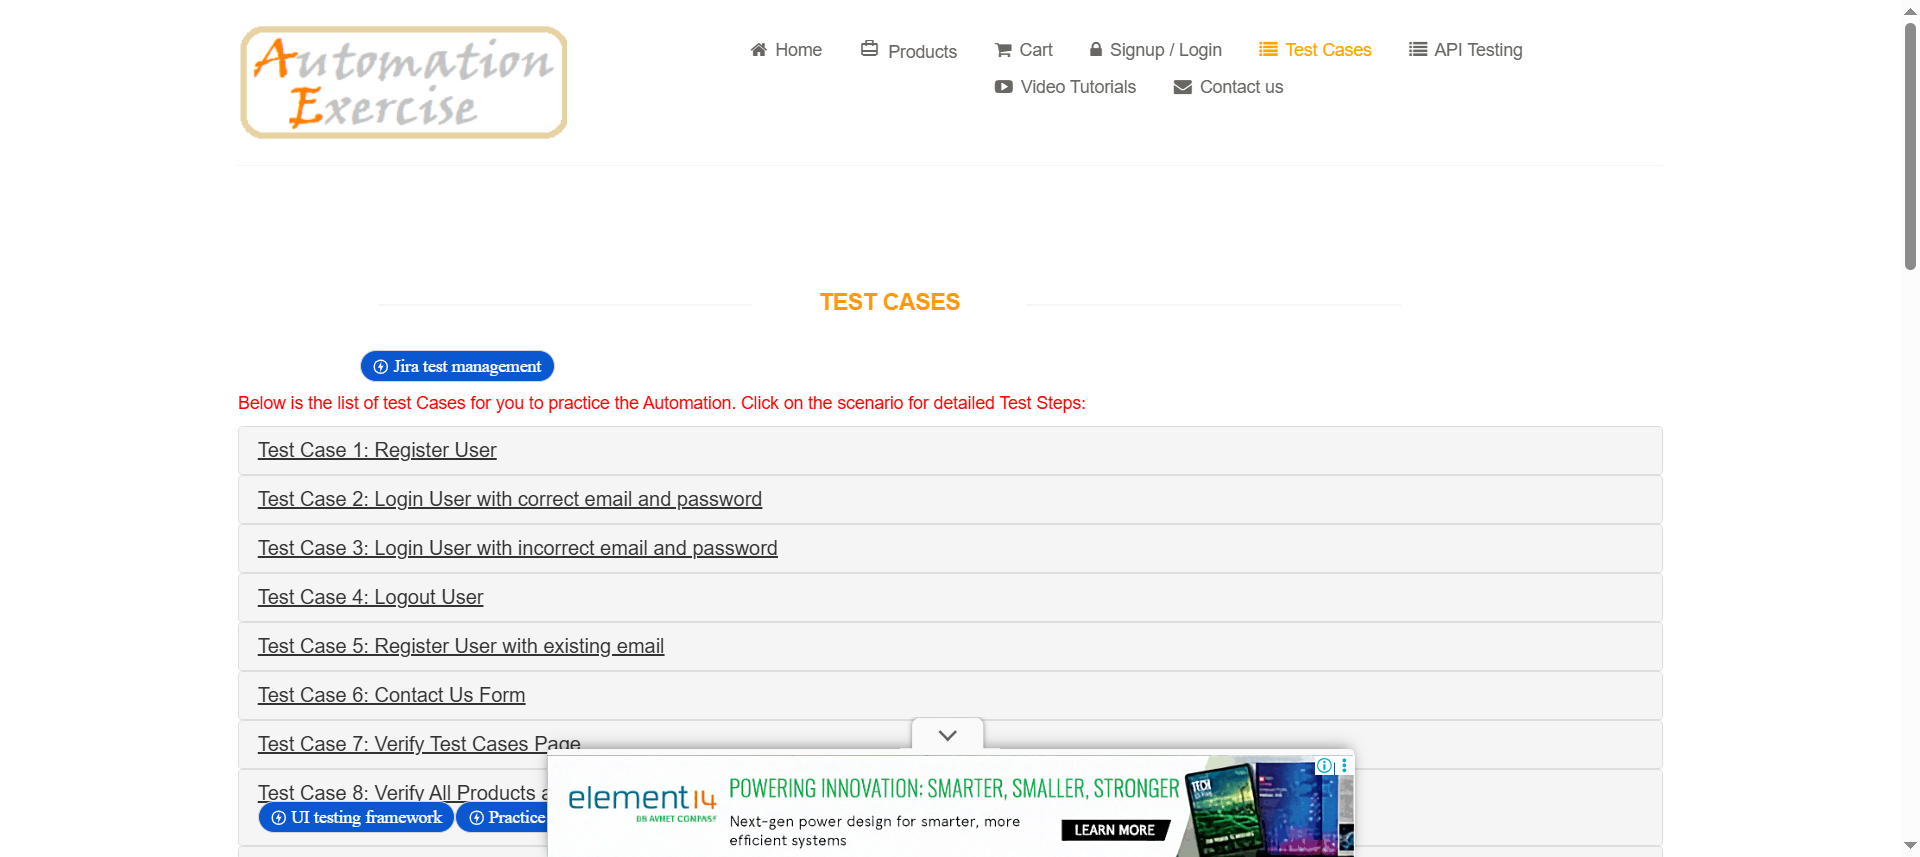 Automation
Exercise
Home
Products
Cart
Signup / Login
Test Cases
API Testing
Video Tutorials
Contact us
TEST CASES
Jira test management
Below is the list of test Cases for you to practice the Automation. Click on the scenario for detailed Test Steps:
Test Case 1: Register User
Test Case 2: Login User with correct email and password
Test Case 3: Login User with incorrect email and password
Test Case 4: Logout User
Test Case 5: Register User with existing email
Test Case 6: Contact Us Form
Test Case 7: Verify Test Cases Page
Test Case 8: Verify All Products
UI testing framework
Practice
element14
AN AVNET COMPANY
POWERING INNOVATION: SMARTER, SMALLER, STRONGER
Next-gen power design for smarter, more
efficient systems
LEARN MORE
TECH